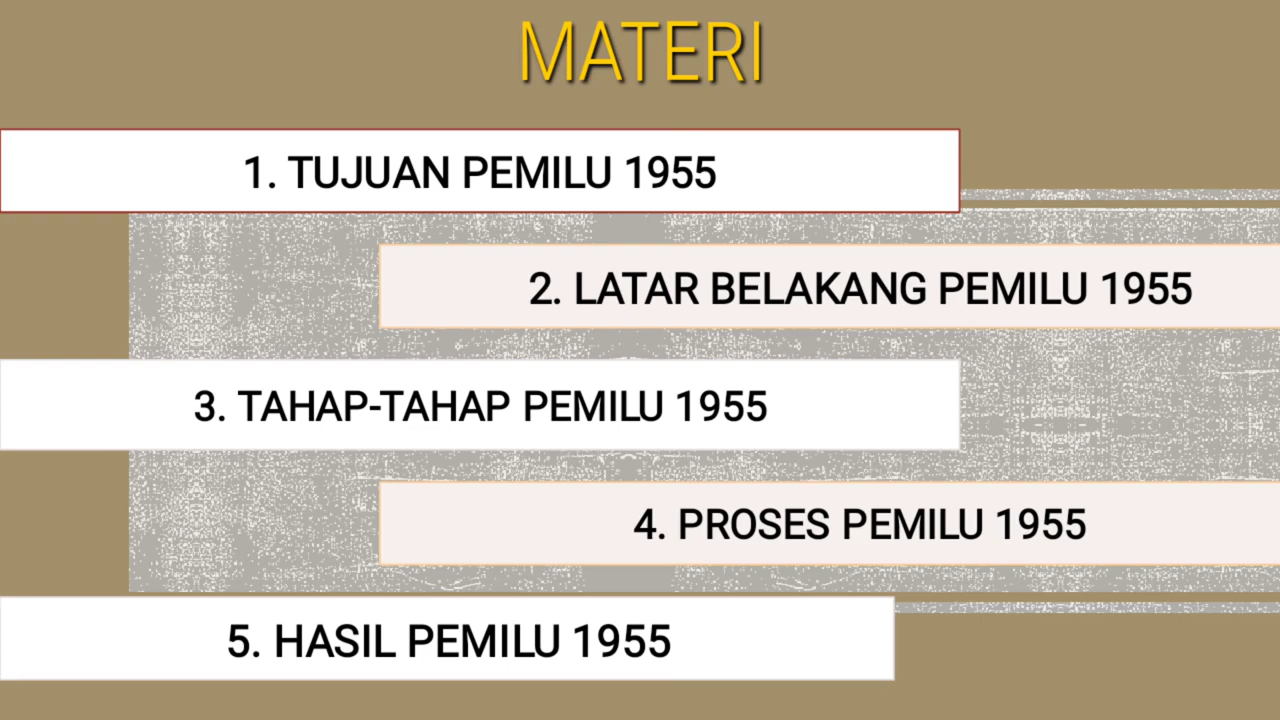 MATERI
1. TUJUAN PEMILU 1955
2. LATAR BELAKANG PEMILU 1955
3. TAHAP-TAHAP PEMILU 1955
4. PROSES PEMILU 1955
5. HASIL PEMILU 1955